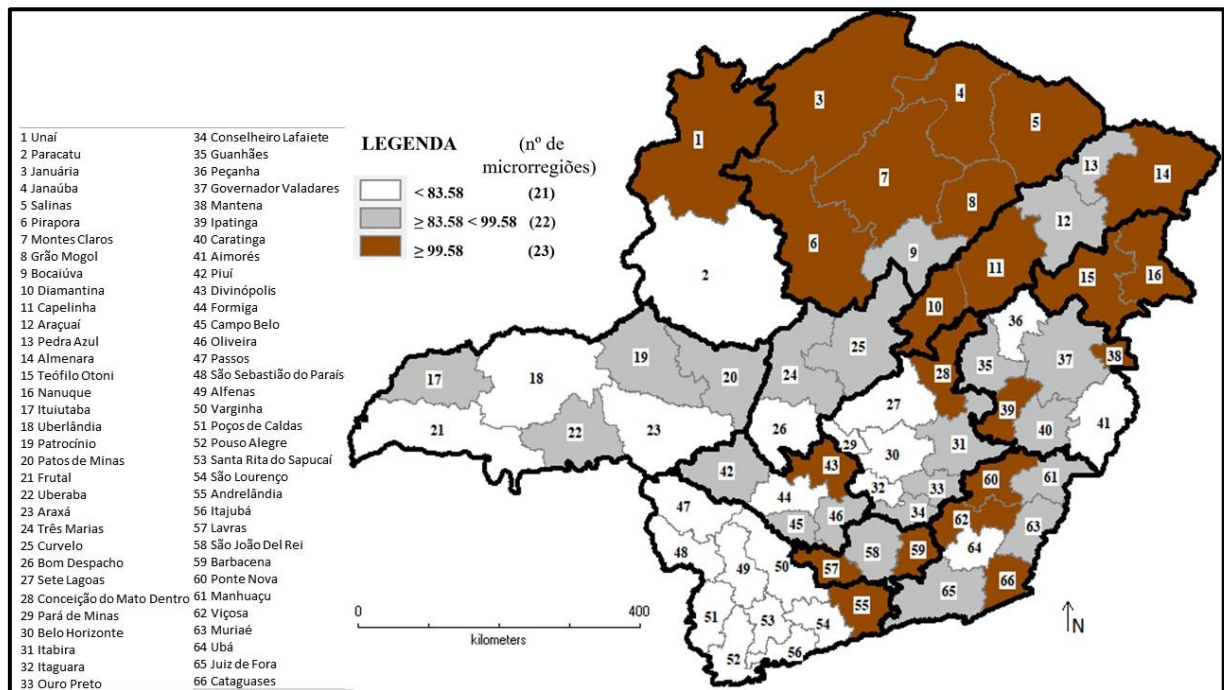 1 Unaí
2 Paracatu
3 Januária
4 Janaúba
5 Salinas
6 Pirapora
7 Montes Claros
8 Grão Mogol
9 Bocaiúva
10 Diamantina
11 Capelinha
12 Araçuaí
13 Pedra Azul
14 Almenara
15 Teófilo Otoni
16 Nanuque
17 Ituiutaba
18 Uberlândia
19 Patrocínio
20 Patos de Minas
21 Frutal
22 Uberaba
23 Araxá
24 Três Marias
25 Curvelo
26 Bom Despacho
27 Sete Lagoas
28 Conceição do Mato Dentro
29 Pará de Minas
30 Belo Horizonte
31 Itabira
32 Itaguara
33 Ouro Preto
34 Conselheiro Lafaiete
35 Guanhães
36 Peçanha
37 Governador Valadares
38 Mantena
39 Ipatinga
40 Caratinga
41 Aimorés
42 Piuí
43 Divinópolis
44 Formiga
45 Campo Belo
46 Oliveira
47 Passos
48 São Sebastião do Paraís
49 Alfenas
50 Varginha
51 Poços de Caldas
52 Pouso Alegre
53 Santa Rita do Sapucaí
54 São Lourenço
55 Andrelândia
56 Itajubá
57 Lavras
58 São João Del Rei
59 Barbacena
60 Ponte Nova
61 Manhuaçu
62 Viçosa
63 Muriaé
64 Ubá
65 Juiz de Fora
66 Cataguases
LEGENDA (nº de
microrregiões)
< 83.58 (21)
≥ 83.58 < 99.58 (22)
≥ 99.58 (23)
1
2
3
4
5
6
7
8
9
10
11
12
13
14
15
16
17
18
19
20
21
22
23
24
25
26
27
28
29
30
31
32
33
34
35
36
37
38
39
40
41
42
43
44
45
46
47
48
49
50
51
52
53
54
55
56
57
58
59
60
61
62
63
64
65
66
0 400
kilometers
N